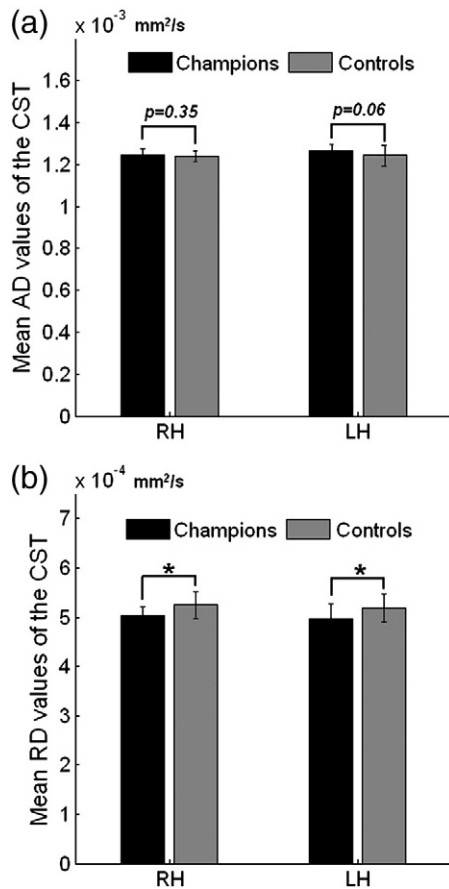 (a)
x 10⁻³ mm²/s
Champions Controls
1.6
1.4
1.2
1
0.8
0.6
0.4
0.2
0
Mean AD values of the CST
p=0.35 p=0.06
RH LH
(b)
x 10⁻⁴ mm²/s
Champions Controls
7
6
5
4
3
2
1
0
Mean RD values of the CST
* *
RH LH